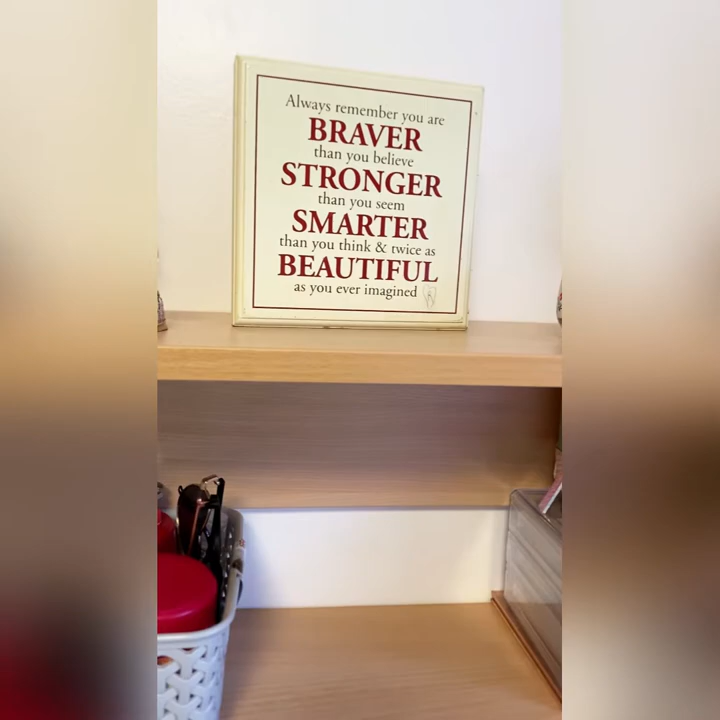 Always remember you are
BRAVER
than you believe
STRONGER
than you seem
SMARTER
than you think & twice as
BEAUTIFUL
as you ever imagined